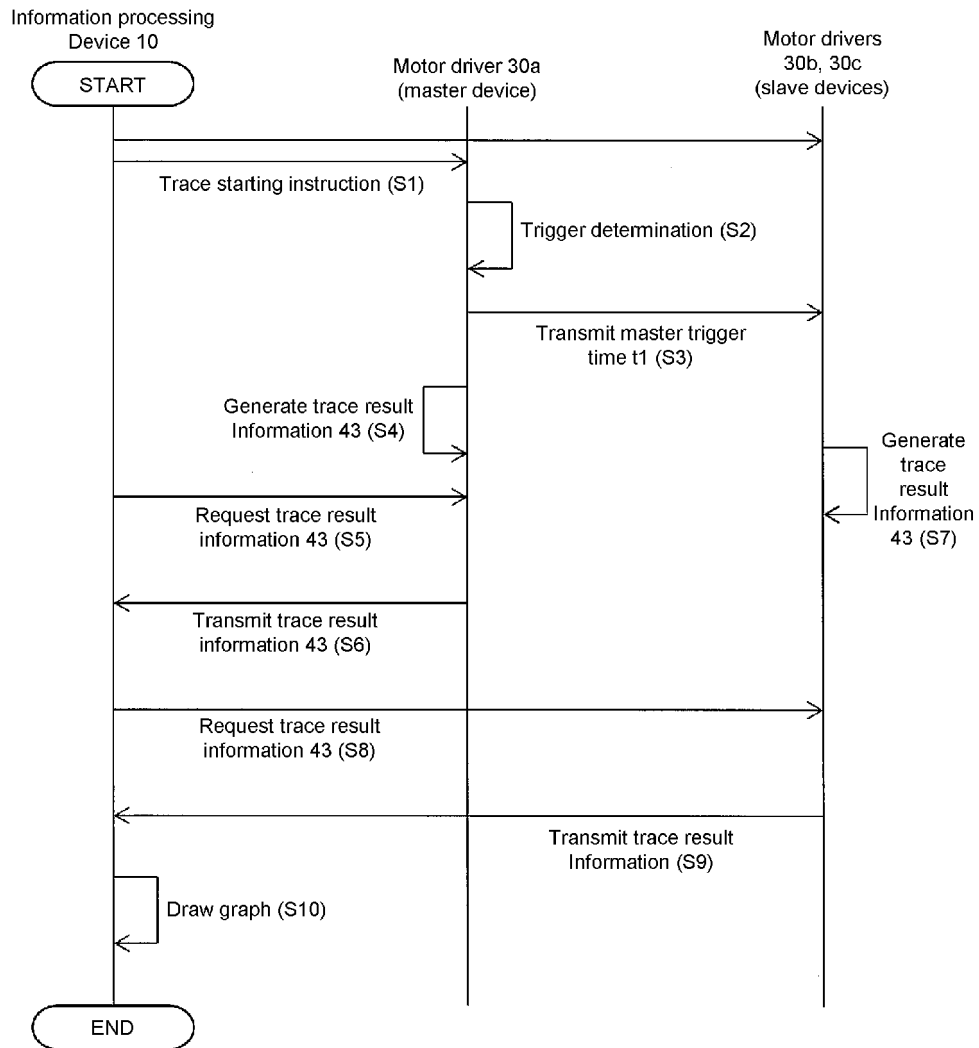 Information processing
Device 10
START
Motor driver 30a
(master device)
Motor drivers
30b, 30c
(slave devices)
Trace starting instruction (S1)
Trigger determination (S2)
Transmit master trigger
time t1 (S3)
Generate trace result
Information 43 (S4)
Generate
trace
result
Information
43 (S7)
Request trace result
information 43 (S5)
Transmit trace result
information 43 (S6)
Request trace result
information 43 (S8)
Transmit trace result
Information (S9)
Draw graph (S10)
END